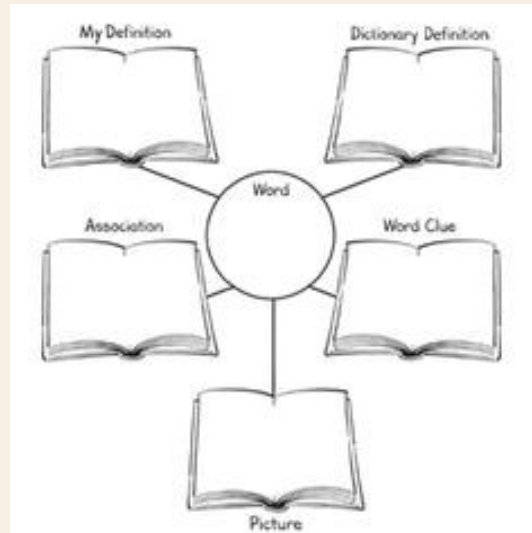 My Definition
Dictionary Definition
Word
Association
Word Clue
Picture